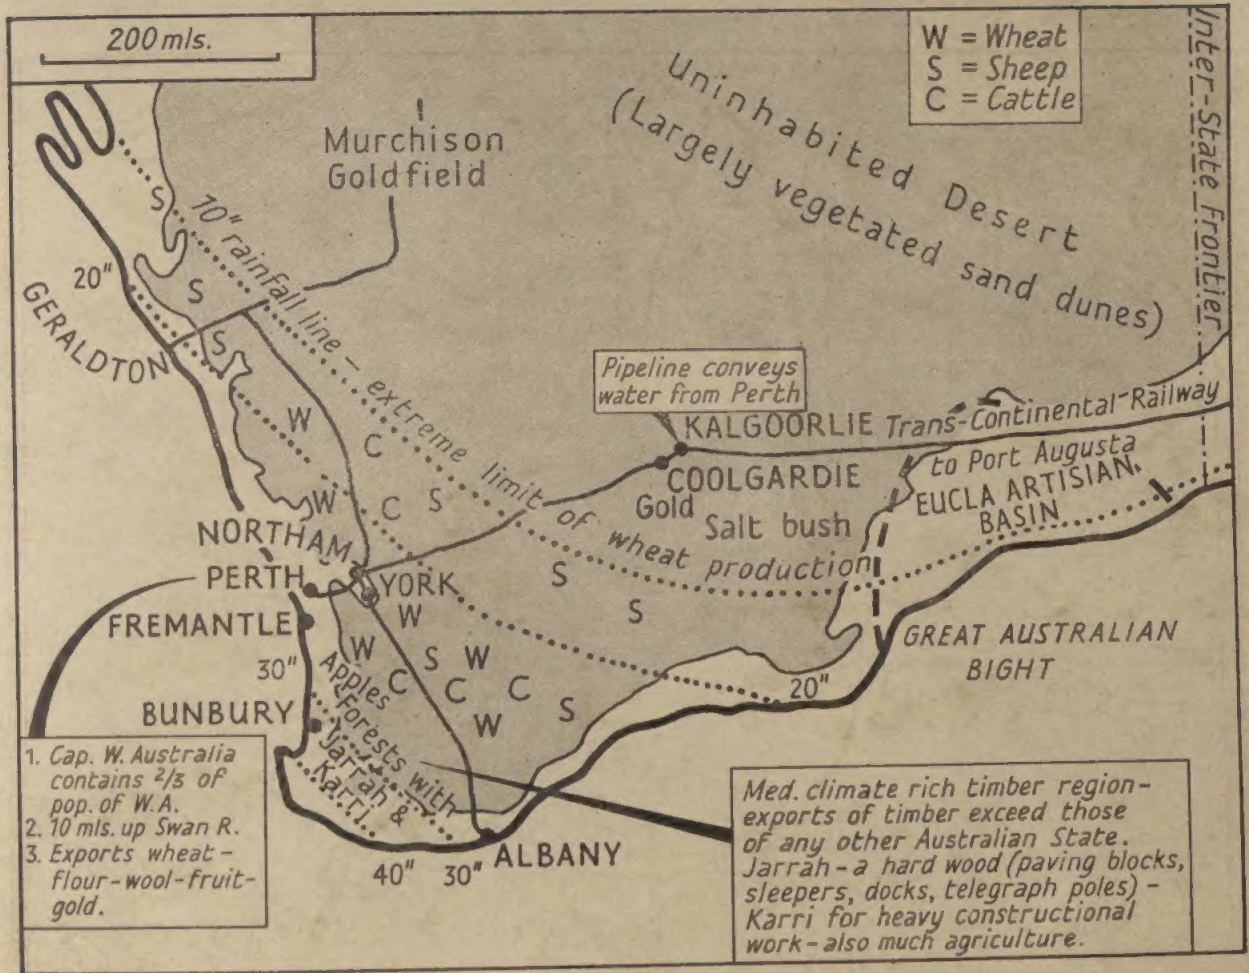 200 mls.
W = Wheat
S = Sheep
C = Cattle
Inter-State Frontier
Uninhabited Desert
(Largely vegetated sand dunes)
Murchison
Goldfield
S
10" rainfall line – extreme limit of wheat production
20"
S
GERALDTON
S
Pipeline conveys
water from Perth
W
C
KALGOORLIE
Trans-Continental-Railway
to Port Augusta
COOLGARDIE
Gold
Salt bush
EUCLA ARTISIAN
BASIN
W
C
S
NORTHAM
PERTH
YORK
S
S
W
FREMANTLE
GREAT AUSTRALIAN
BIGHT
W
S
W
30"
Apples
C
C
C
S
20"
W
BUNBURY
Forests with
Jarrah &
Karri
1. Cap. W. Australia
contains 2/3 of
pop. of W.A.
2. 10 mls. up Swan R.
3. Exports wheat –
flour-wool-fruit-
gold.
40"
30"
ALBANY
Med. climate rich timber region–
exports of timber exceed those
of any other Australian State.
Jarrah – a hard wood (paving blocks,
sleepers, docks, telegraph poles) –
Karri for heavy constructional
work – also much agriculture.